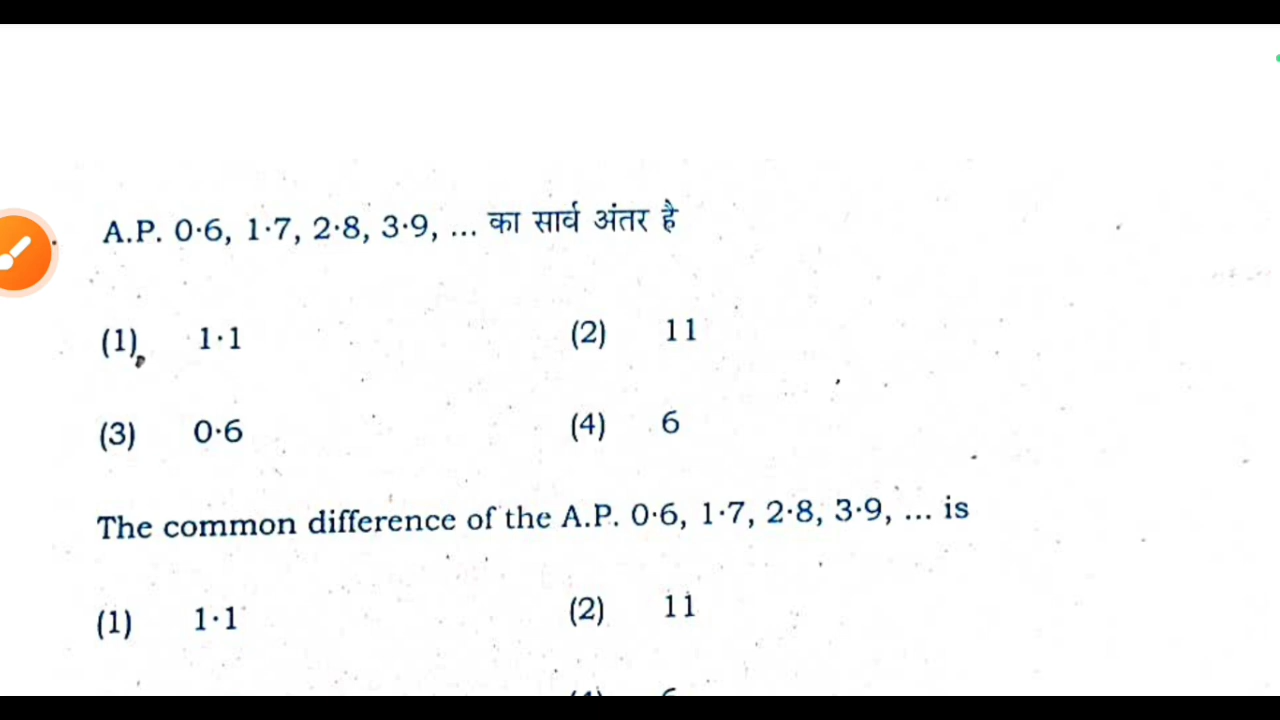 A.P. 0·6, 1·7, 2·8, 3·9, ... का सार्व अंतर है
(1) 1·1 (2) 11
(3) 0·6 (4) 6
The common difference of the A.P. 0·6, 1·7, 2·8, 3·9, ... is
(1) 1·1 (2) 11